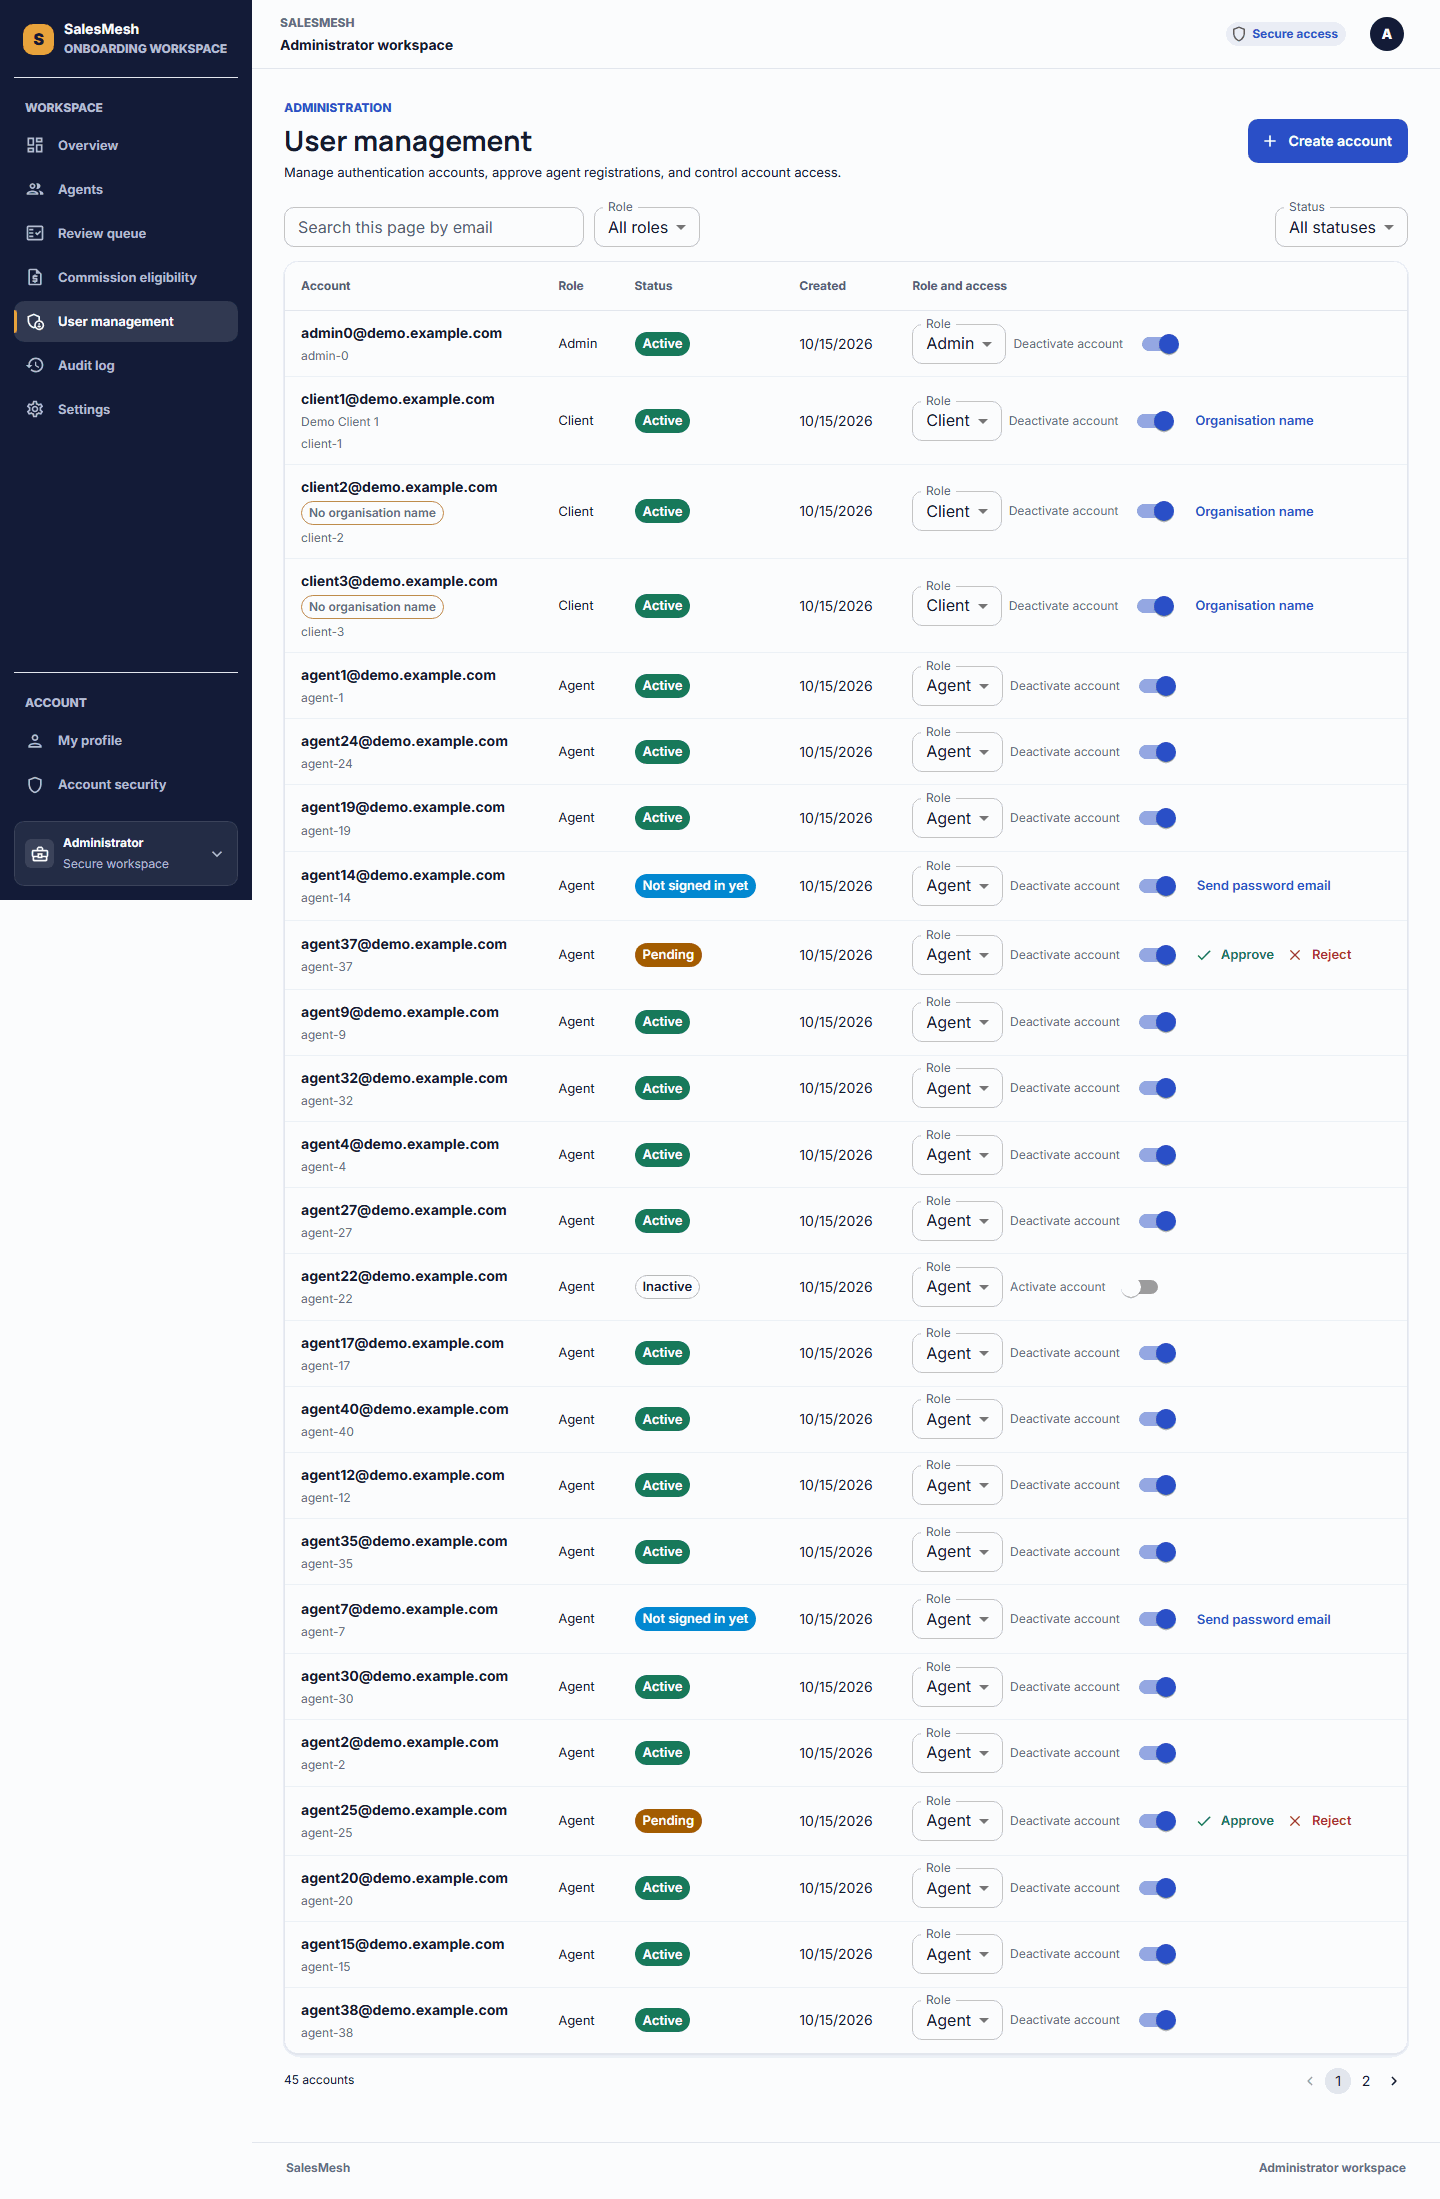 S
SalesMesh
ONBOARDING WORKSPACE
WORKSPACE
Overview
Agents
Review queue
Commission eligibility
User management
Audit log
Settings
ACCOUNT
My profile
Account security
Administrator
Secure workspace
SALESMESH
Administrator workspace
Secure access
A
ADMINISTRATION
User management
Manage authentication accounts, approve agent registrations, and control account access.
Create account
Search this page by email
Role
All roles
Status
All statuses
Account Role Status Created Role and access
admin0@demo.example.com
admin-0
Admin Active 10/15/2026 Role Admin Deactivate account
client1@demo.example.com
Demo Client 1
client-1
Client Active 10/15/2026 Role Client Deactivate account Organisation name
client2@demo.example.com
No organisation name
client-2
Client Active 10/15/2026 Role Client Deactivate account Organisation name
client3@demo.example.com
No organisation name
client-3
Client Active 10/15/2026 Role Client Deactivate account Organisation name
agent1@demo.example.com
agent-1
Agent Active 10/15/2026 Role Agent Deactivate account
agent24@demo.example.com
agent-24
Agent Active 10/15/2026 Role Agent Deactivate account
agent19@demo.example.com
agent-19
Agent Active 10/15/2026 Role Agent Deactivate account
agent14@demo.example.com
agent-14
Agent Not signed in yet 10/15/2026 Role Agent Deactivate account Send password email
agent37@demo.example.com
agent-37
Agent Pending 10/15/2026 Role Agent Deactivate account Approve Reject
agent9@demo.example.com
agent-9
Agent Active 10/15/2026 Role Agent Deactivate account
agent32@demo.example.com
agent-32
Agent Active 10/15/2026 Role Agent Deactivate account
agent4@demo.example.com
agent-4
Agent Active 10/15/2026 Role Agent Deactivate account
agent27@demo.example.com
agent-27
Agent Active 10/15/2026 Role Agent Deactivate account
agent22@demo.example.com
agent-22
Agent Inactive 10/15/2026 Role Agent Activate account
agent17@demo.example.com
agent-17
Agent Active 10/15/2026 Role Agent Deactivate account
agent40@demo.example.com
agent-40
Agent Active 10/15/2026 Role Agent Deactivate account
agent12@demo.example.com
agent-12
Agent Active 10/15/2026 Role Agent Deactivate account
agent35@demo.example.com
agent-35
Agent Active 10/15/2026 Role Agent Deactivate account
agent7@demo.example.com
agent-7
Agent Not signed in yet 10/15/2026 Role Agent Deactivate account Send password email
agent30@demo.example.com
agent-30
Agent Active 10/15/2026 Role Agent Deactivate account
agent2@demo.example.com
agent-2
Agent Active 10/15/2026 Role Agent Deactivate account
agent25@demo.example.com
agent-25
Agent Pending 10/15/2026 Role Agent Deactivate account Approve Reject
agent20@demo.example.com
agent-20
Agent Active 10/15/2026 Role Agent Deactivate account
agent15@demo.example.com
agent-15
Agent Active 10/15/2026 Role Agent Deactivate account
agent38@demo.example.com
agent-38
Agent Active 10/15/2026 Role Agent Deactivate account
45 accounts
1 2
SalesMesh
Administrator workspace